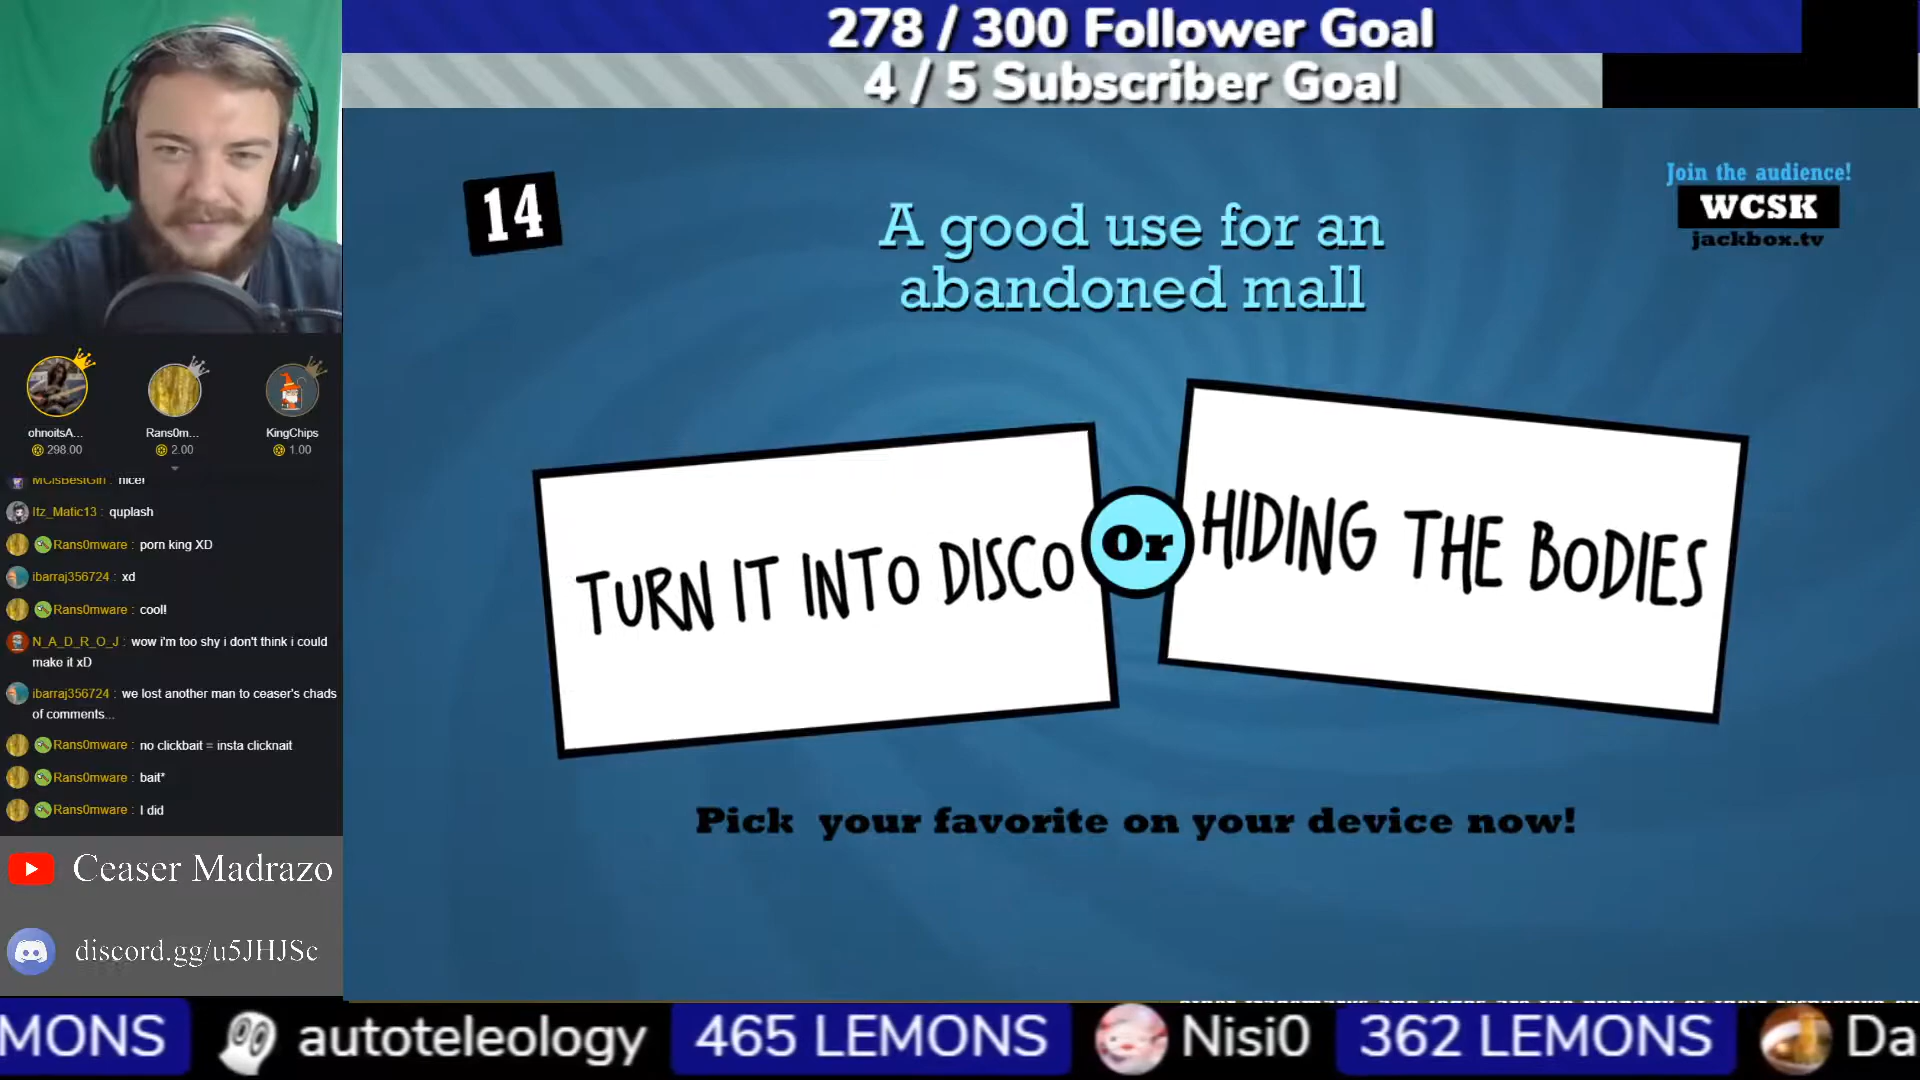 278 / 300 Follower Goal
4 / 5 Subscriber Goal
14
A good use for an
abandoned mall
Join the audience!
WCSK
jackbox.tv
TURN IT INTO DISCO
Or
HIDING THE BODIES
Pick your favorite on your device now!
ohnoitsA...
298.00
Rans0m...
2.00
KingChips
1.00
MCisBestGirl : nice!
Itz_Matic13 : quplash
Rans0mware : porn king XD
ibarraj356724 : xd
Rans0mware : cool!
N_A_D_R_O_J : wow i'm too shy i don't think i could
make it xD
ibarraj356724 : we lost another man to ceaser's chads
of comments...
Rans0mware : no clickbait = insta clicknait
Rans0mware : bait*
Rans0mware : I did
Ceaser Madrazo
discord.gg/u5JHJSc
MONS autoteleology 465 LEMONS Nisi0 362 LEMONS Da